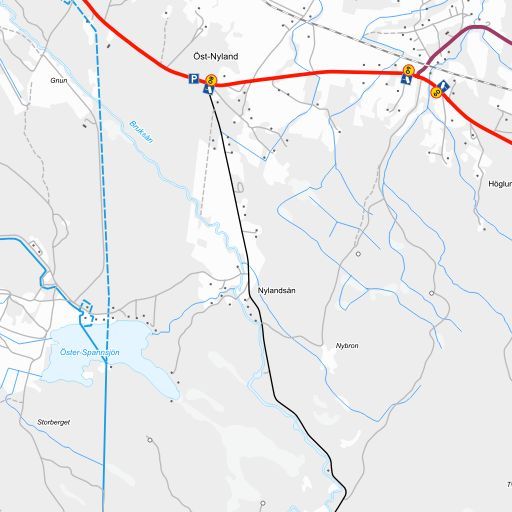 Öst-Nyland
P
Gnun
Bruksån
Höglun
Nylandsån
Nybron
Öster-Spannsjön
Storberget